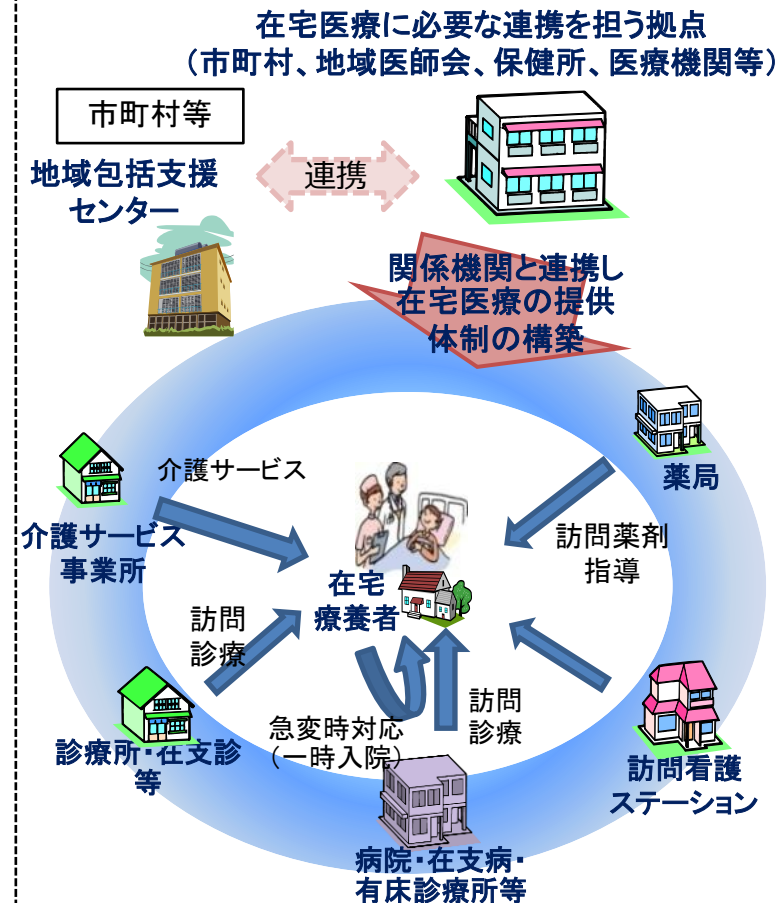 在宅医療に必要な連携を担う拠点
（市町村、地域医師会、保健所、医療機関等）
市町村等
地域包括支援
センター
連携
関係機関と連携し
在宅医療の提供
体制の構築
薬局
介護サービス
介護サービス
事業所
訪問薬剤
指導
在宅
療養者
訪問
診療
急変時対応
（一時入院）
訪問
診療
診療所・在支診
等
訪問看護
ステーション
病院・在支病・
有床診療所等